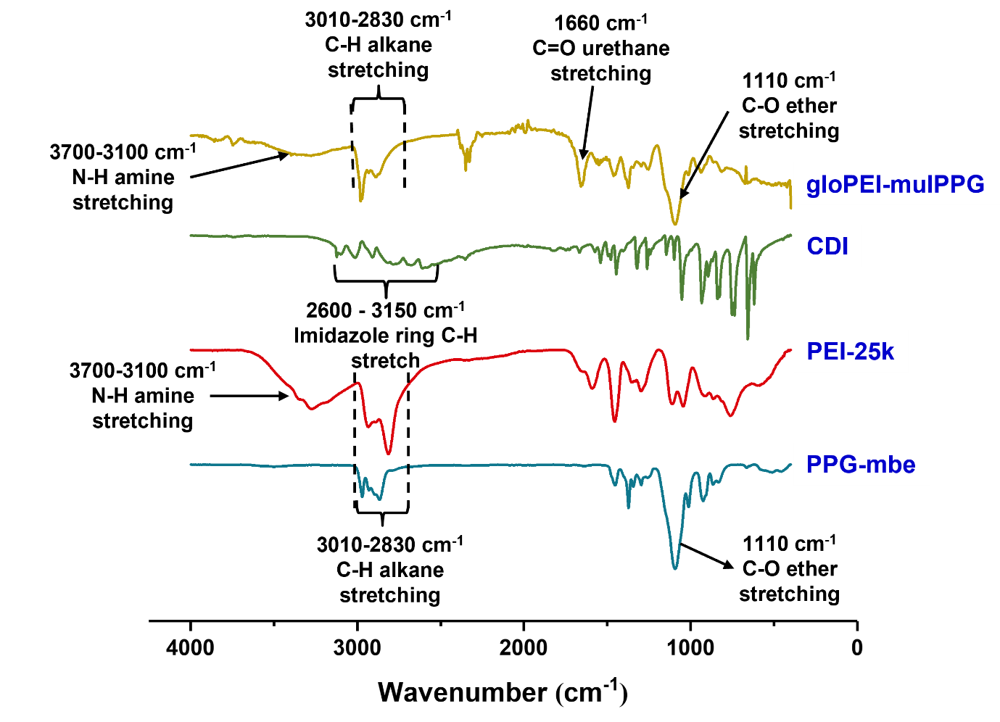 3010-2830 cm-1
C-H alkane
stretching
1660 cm-1
C=O urethane
stretching
1110 cm-1
C-O ether
stretching
3700-3100 cm-1
N-H amine
stretching
gloPEI-mulPPG
CDI
2600 - 3150 cm-1
Imidazole ring C-H
stretch
PEI-25k
3700-3100 cm-1
N-H amine
stretching
PPG-mbe
3010-2830 cm-1
C-H alkane
stretching
1110 cm-1
C-O ether
stretching
4000 3000 2000 1000 0
Wavenumber (cm-1)